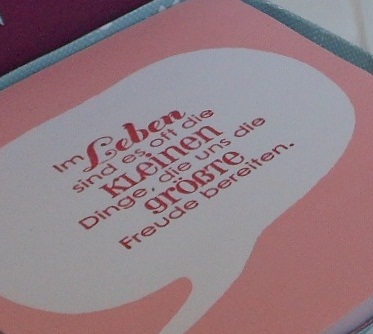 Im Leben
sind es oft die
KLEINEN
Dinge, die uns die
GRÖßTE
Freude bereiten.